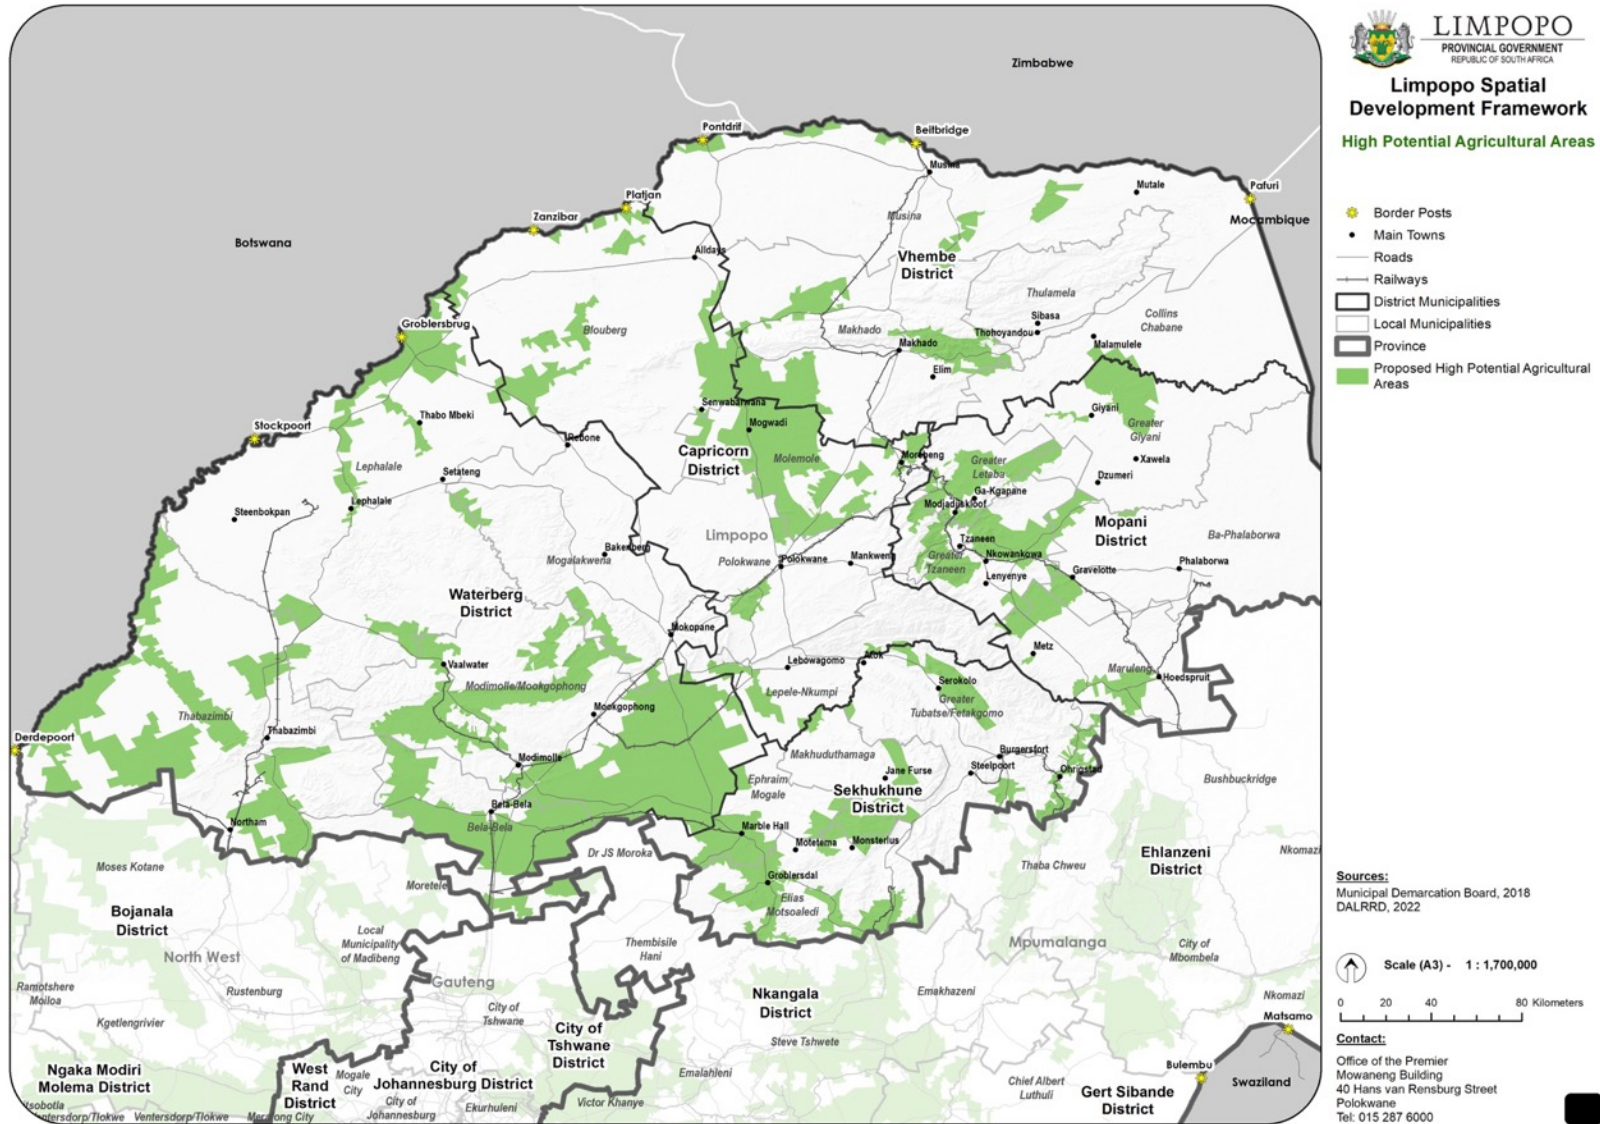 LIMPOPO
PROVINCIAL GOVERNMENT
REPUBLIC OF SOUTH AFRICA
Limpopo Spatial
Development Framework
High Potential Agricultural Areas
Border Posts
Main Towns
Roads
Railways
District Municipalities
Local Municipalities
Province
Proposed High Potential Agricultural
Areas
Zimbabwe
Botswana
Mocambique
Swaziland
Pontdrif
Beitbridge
Musina
Pafuri
Mutale
Platjan
Zanzibar
Musina
Alldays
Vhembe
District
Thulamela
Collins
Chabane
Sibasa
Thohoyandou
Malamulele
Makhado
Makhado
Elim
Groblersbrug
Blouberg
Senwabarwana
Mogwadi
Giyani
Greater
Giyani
Thabo Mbeki
Stockpoort
Rebone
Capricorn
District
Molemole
Morebeng
Greater
Letaba
Xawela
Dzumeri
Lephalale
Setateng
Lephalale
Steenbokpan
Ga-Kgapane
Modjadjiskloof
Mopani
District
Ba-Phalaborwa
Limpopo
Tzaneen
Greater
Tzaneen
Nkowankowa
Lenyenye
Gravelotte
Phalaborwa
Bakenberg
Mogalakwena
Polokwane
Polokwane
Mankweng
Waterberg
District
Mokopane
Vaalwater
Lebowagomo
Atok
Metz
Maruleng
Hoedspruit
Modimolle/Mookgophong
Lepele-Nkumpi
Serokolo
Greater
Tubatse/Fetakgomo
Thabazimbi
Thabazimbi
Mookgophong
Derdepoort
Modimolle
Makhuduthamaga
Burgersfort
Steelpoort
Ohrigstad
Jane Furse
Sekhukhune
District
Ephraim
Mogale
Bushbuckridge
Bela-Bela
Bela-Bela
Northam
Marble Hall
Motetema
Monsterlus
Groblersdal
Elias
Motsoaledi
Dr JS Moroka
Moses Kotane
Moretele
Thaba Chweu
Ehlanzeni
District
Nkomazi
Bojanala
District
Local
Municipality
of Madibeng
North West
Thembisile
Hani
Mpumalanga
City of
Mbombela
Ramotshere
Moiloa
Rustenburg
Gauteng
City of
Tshwane
Nkangala
District
Emakhazeni
Nkomazi
Kgetlengrivier
City of
Tshwane
District
Steve Tshwete
Matsamo
Ngaka Modiri
Molema District
West
Rand
District
Mogale
City
City of
Johannesburg District
City of
Johannesburg
Ekurhuleni
Emalahleni
Victor Khanye
Chief Albert
Luthuli
Gert Sibande
District
Bulembu
Ventersdorp/Tlokwe
Sources:
Municipal Demarcation Board, 2018
DALRRD, 2022
Scale (A3) - 1 : 1,700,000
0 20 40 80 Kilometers
Contact:
Office of the Premier
Mowaneng Building
40 Hans van Rensburg Street
Polokwane
Tel: 015 287 6000